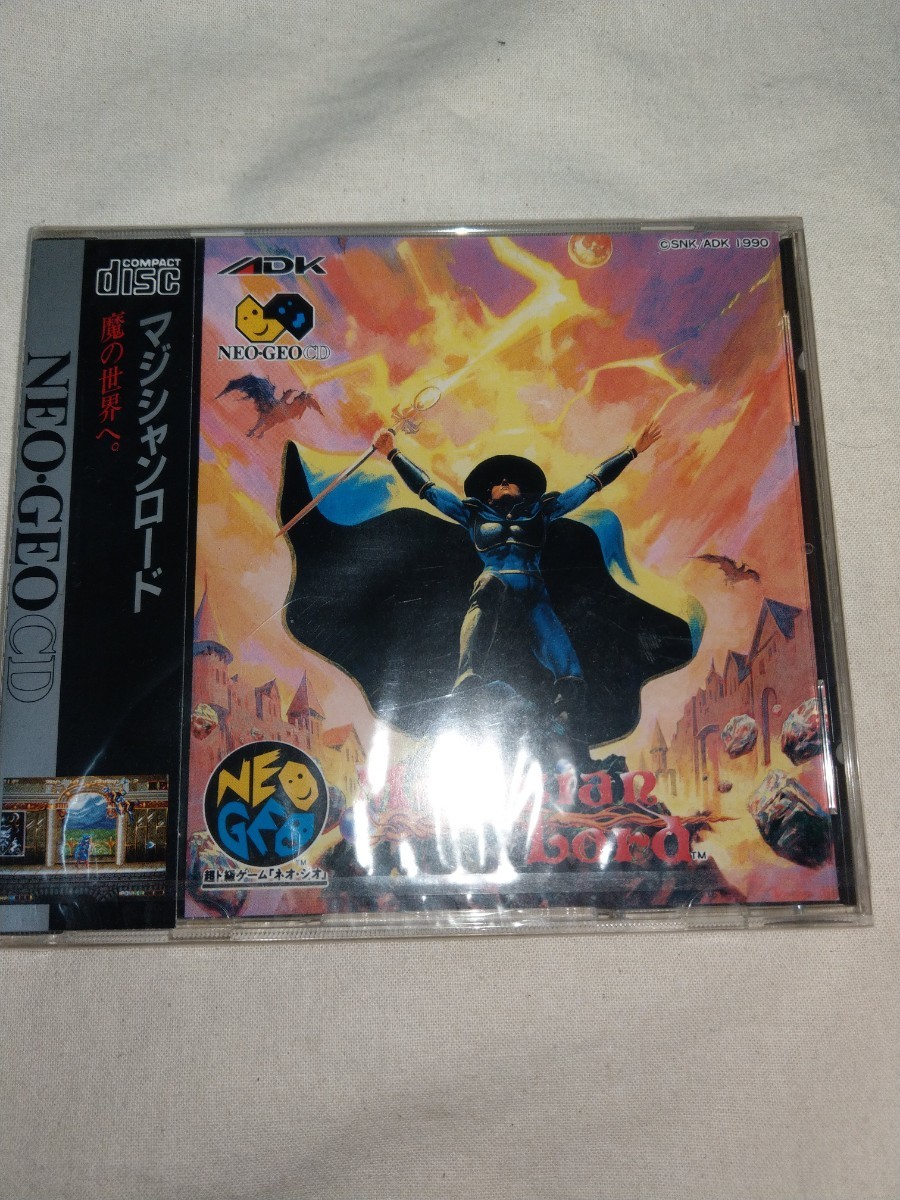 COMPACT
disc
マジシャンロード
魔の世界へ。
NEO・GEO CD
ADK
NEO・GEO CD
©SNK/ADK 1990
NEO
GEO
TM
超ド級ゲーム「ネオ・ジオ」
Lord TM